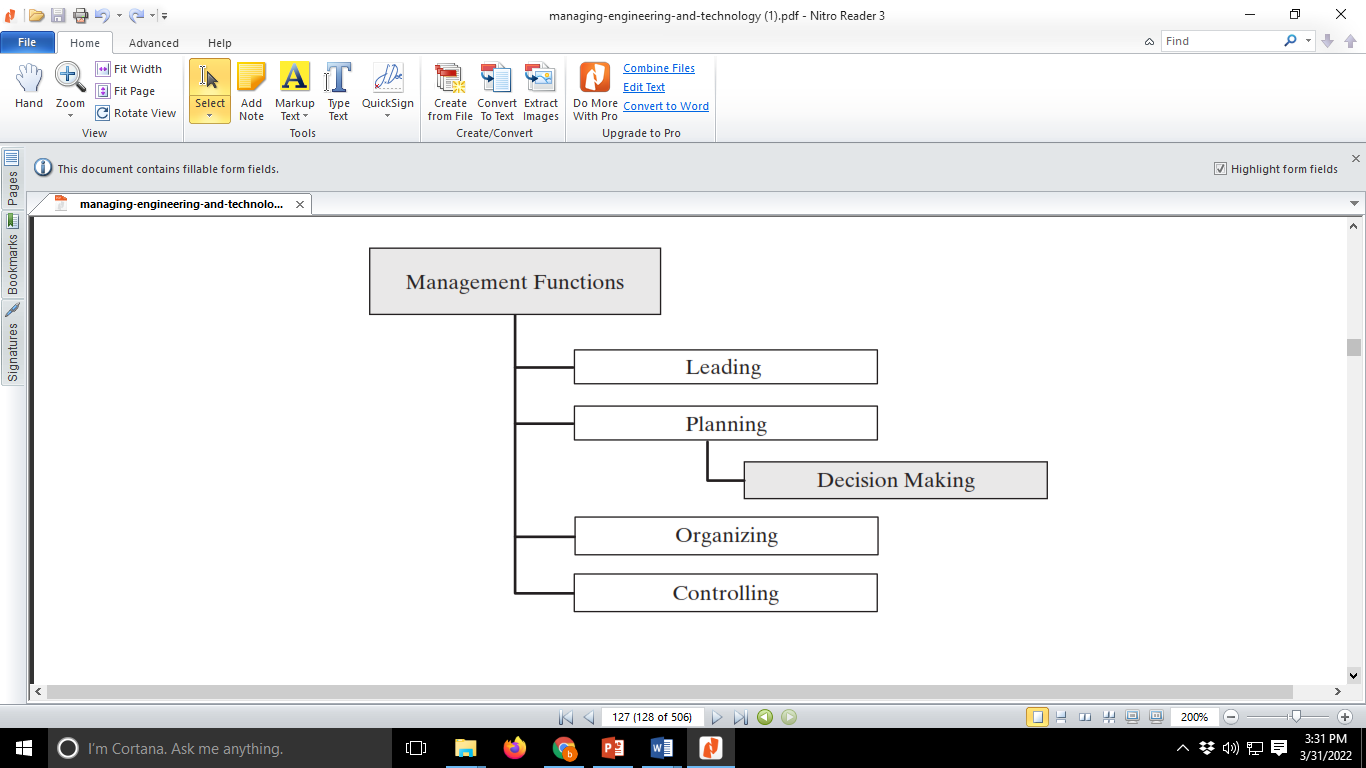 managing-engineering-and-technology (1).pdf - Nitro Reader 3
File Home Advanced Help
Find
Hand
Zoom
Fit Width
Fit Page
Rotate View
View
Select
Add Note
Markup Text
Type Text
QuickSign
Tools
Create from File
Convert To Text
Extract Images
Create/Convert
Do More With Pro
Combine Files
Edit Text
Convert to Word
Upgrade to Pro
This document contains fillable form fields.
Highlight form fields
Pages
Bookmarks
Signatures
managing-engineering-and-technolo...
Management Functions
Leading
Planning
Decision Making
Organizing
Controlling
127 (128 of 506)
200%
I'm Cortana. Ask me anything.
3:31 PM
3/31/2022